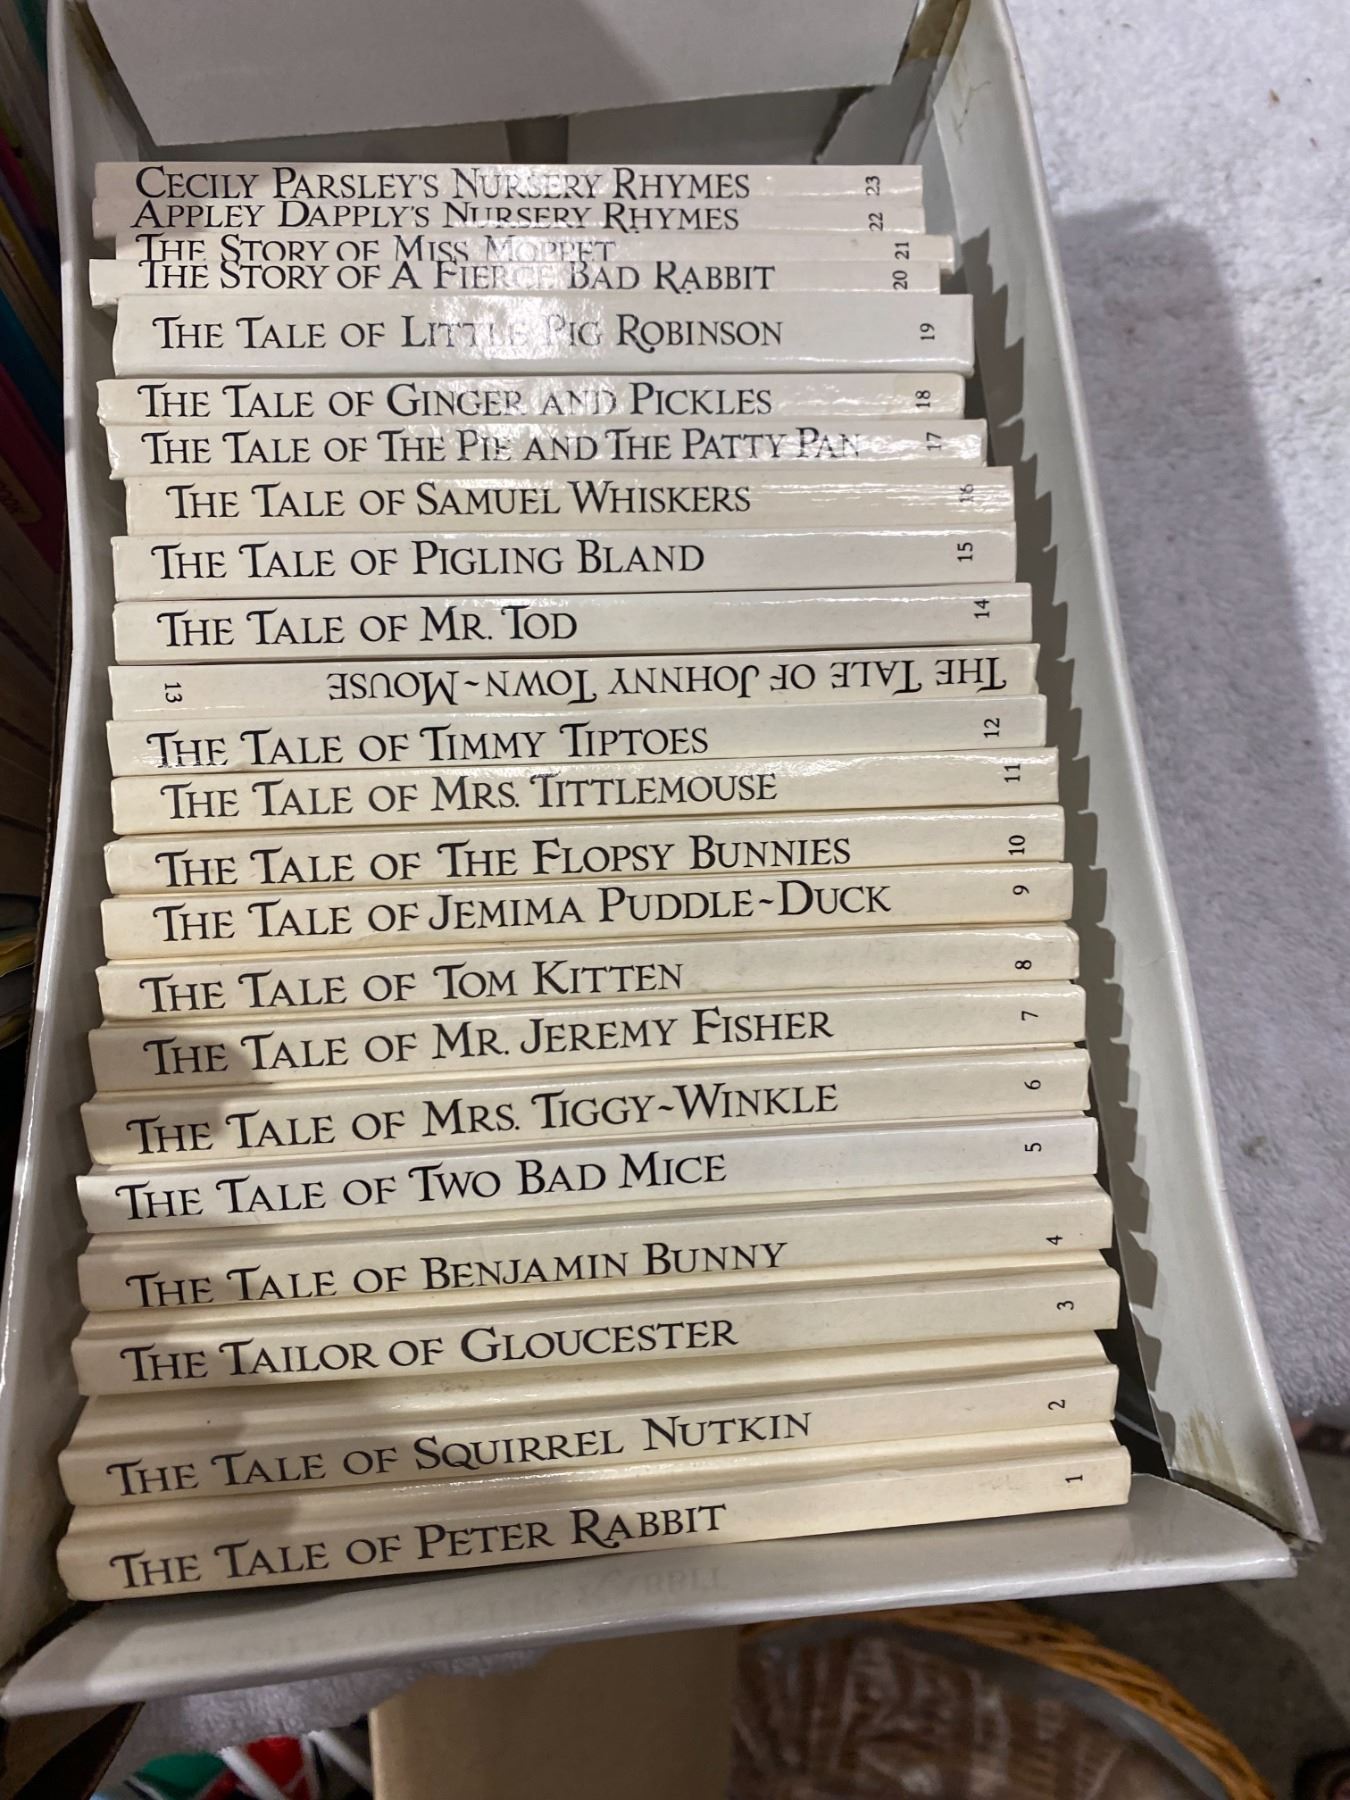 CECILY PARSLEY'S NURSERY RHYMES 23
APPLEY DAPPLY'S NURSERY RHYMES 22
THE STORY OF MISS MOPPET 21
THE STORY OF A FIERCE BAD RABBIT 20
THE TALE OF LITTLE PIG ROBINSON 19
THE TALE OF GINGER AND PICKLES 18
THE TALE OF THE PIE AND THE PATTY PAN 17
THE TALE OF SAMUEL WHISKERS 16
THE TALE OF PIGLING BLAND 15
THE TALE OF MR. TOD 14
THE TALE OF JOHNNY TOWN~MOUSE 13
THE TALE OF TIMMY TIPTOES 12
THE TALE OF MRS. TITTLEMOUSE 11
THE TALE OF THE FLOPSY BUNNIES 10
THE TALE OF JEMIMA PUDDLE~DUCK 9
THE TALE OF TOM KITTEN 8
THE TALE OF MR. JEREMY FISHER 7
THE TALE OF MRS. TIGGY~WINKLE 6
THE TALE OF TWO BAD MICE 5
THE TALE OF BENJAMIN BUNNY 4
THE TAILOR OF GLOUCESTER 3
THE TALE OF SQUIRREL NUTKIN 2
THE TALE OF PETER RABBIT 1